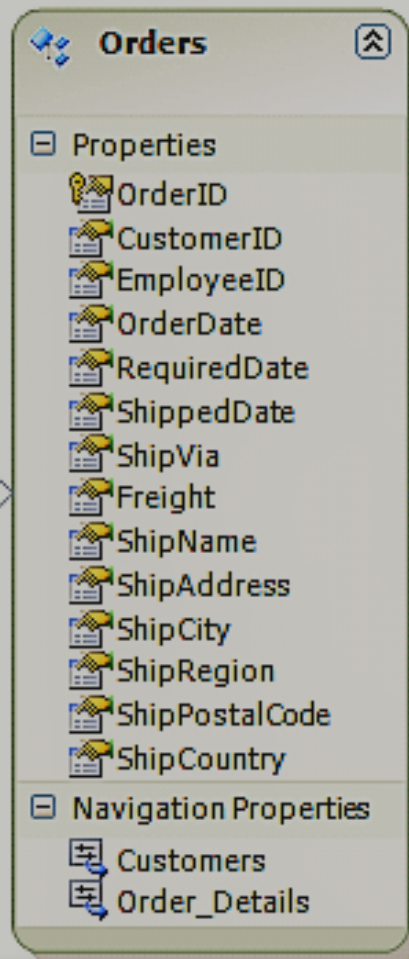 Orders
Properties
OrderID
CustomerID
EmployeeID
OrderDate
RequiredDate
ShippedDate
ShipVia
Freight
ShipName
ShipAddress
ShipCity
ShipRegion
ShipPostalCode
ShipCountry
Navigation Properties
Customers
Order_Details